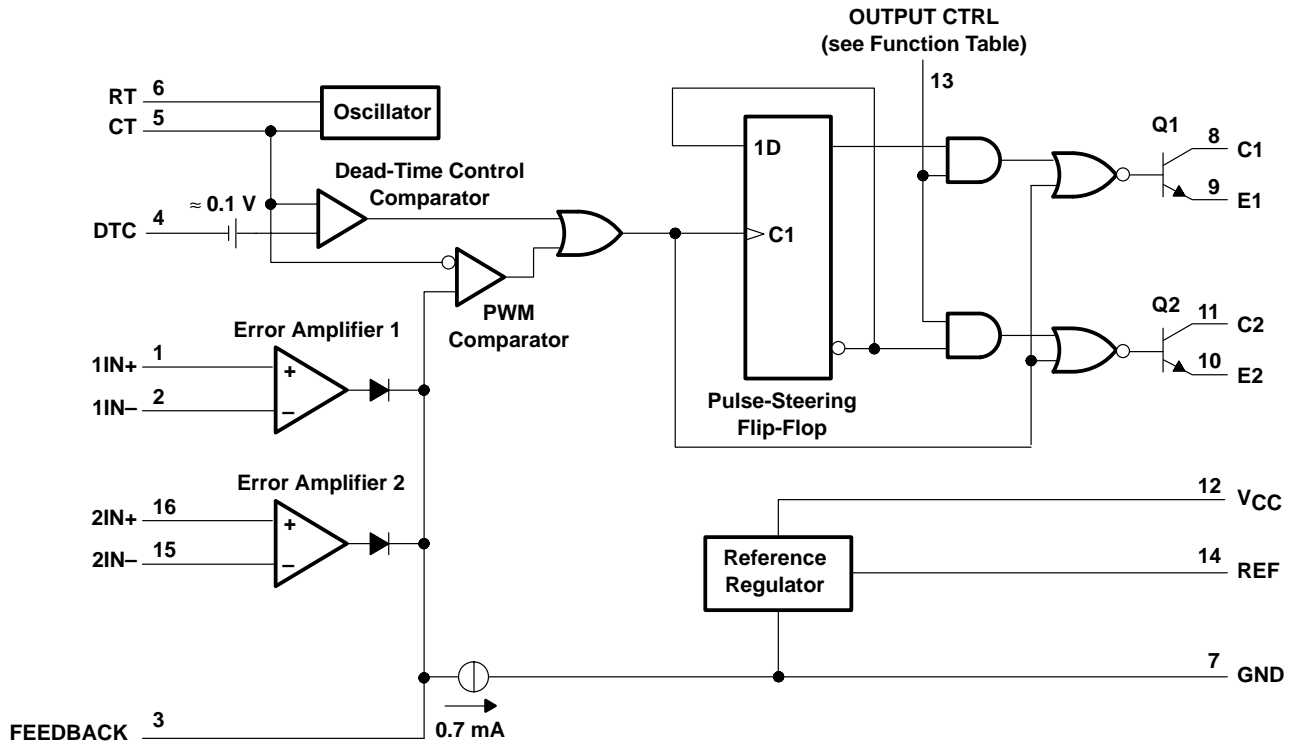 OUTPUT CTRL
(see Function Table)
13
RT 6
CT 5
Oscillator
Dead-Time Control
Comparator
≈ 0.1 V
DTC 4
PWM
Comparator
1D
C1
Pulse-Steering
Flip-Flop
Q1
8 C1
9 E1
Q2
11 C2
10 E2
Error Amplifier 1
1IN+ 1
1IN– 2
+
–
Error Amplifier 2
2IN+ 16
2IN– 15
+
–
12 VCC
Reference
Regulator
14 REF
7 GND
0.7 mA
FEEDBACK 3